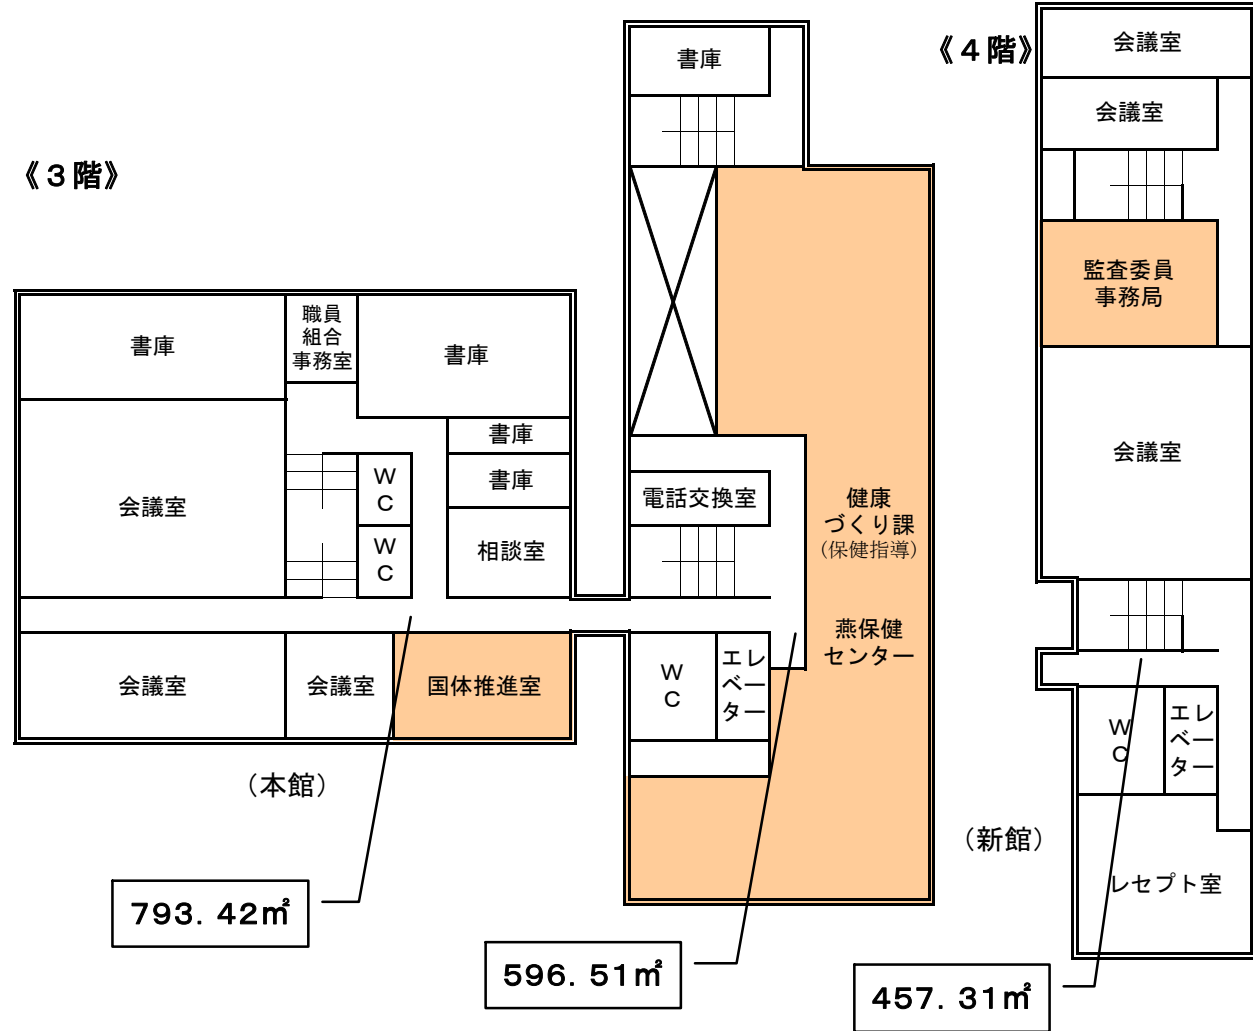 《３階》
書庫
職員
組合
事務室
書庫
会議室
ＷＣ
ＷＣ
書庫
書庫
相談室
会議室
会議室
国体推進室
（本館）
793. 42㎡
書庫
電話交換室
健康
づくり課
（保健指導）
燕保健
センター
ＷＣ
エレベーター
596. 51㎡
《４階》
会議室
会議室
監査委員
事務局
会議室
ＷＣ
エレベーター
レセプト室
（新館）
457. 31㎡